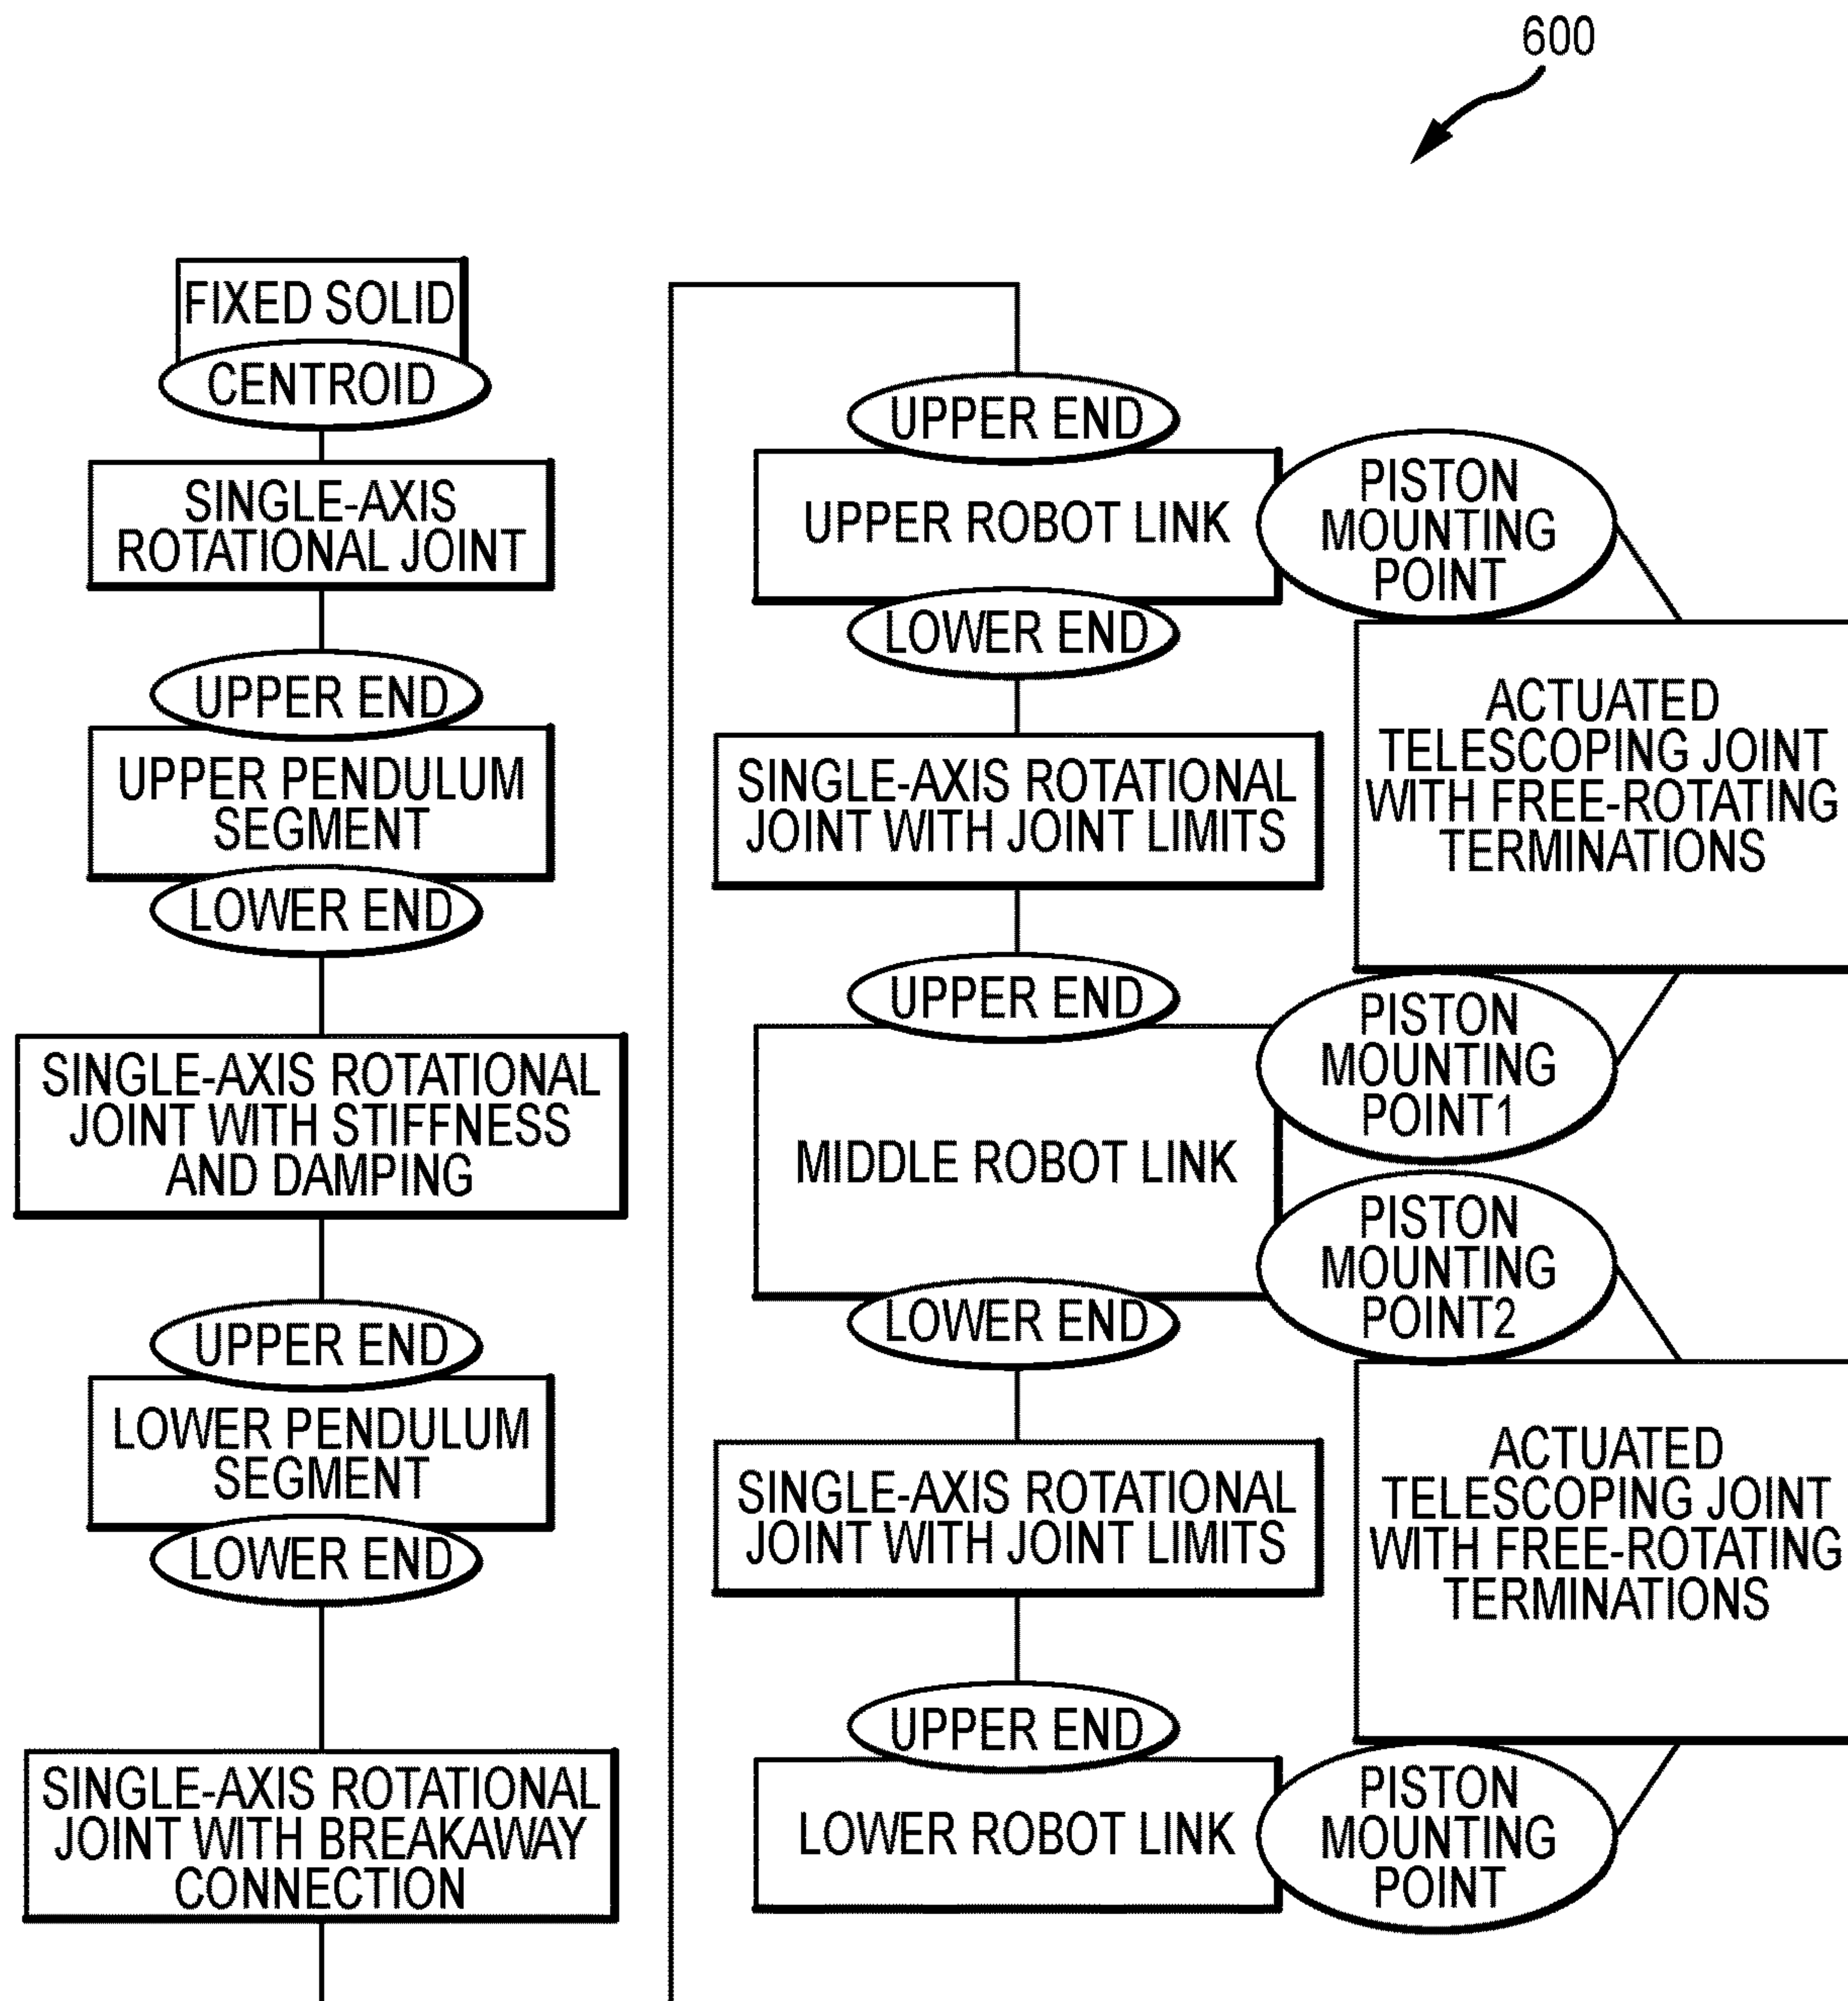 600
FIXED SOLID
CENTROID
SINGLE-AXIS
ROTATIONAL JOINT
UPPER END
UPPER PENDULUM
SEGMENT
LOWER END
SINGLE-AXIS ROTATIONAL
JOINT WITH STIFFNESS
AND DAMPING
UPPER END
LOWER PENDULUM
SEGMENT
LOWER END
SINGLE-AXIS ROTATIONAL
JOINT WITH BREAKAWAY
CONNECTION
UPPER END
UPPER ROBOT LINK
LOWER END
PISTON
MOUNTING
POINT
ACTUATED
TELESCOPING JOINT
WITH FREE-ROTATING
TERMINATIONS
SINGLE-AXIS ROTATIONAL
JOINT WITH JOINT LIMITS
UPPER END
MIDDLE ROBOT LINK
LOWER END
PISTON
MOUNTING
POINT1
PISTON
MOUNTING
POINT2
ACTUATED
TELESCOPING JOINT
WITH FREE-ROTATING
TERMINATIONS
SINGLE-AXIS ROTATIONAL
JOINT WITH JOINT LIMITS
UPPER END
LOWER ROBOT LINK
PISTON
MOUNTING
POINT